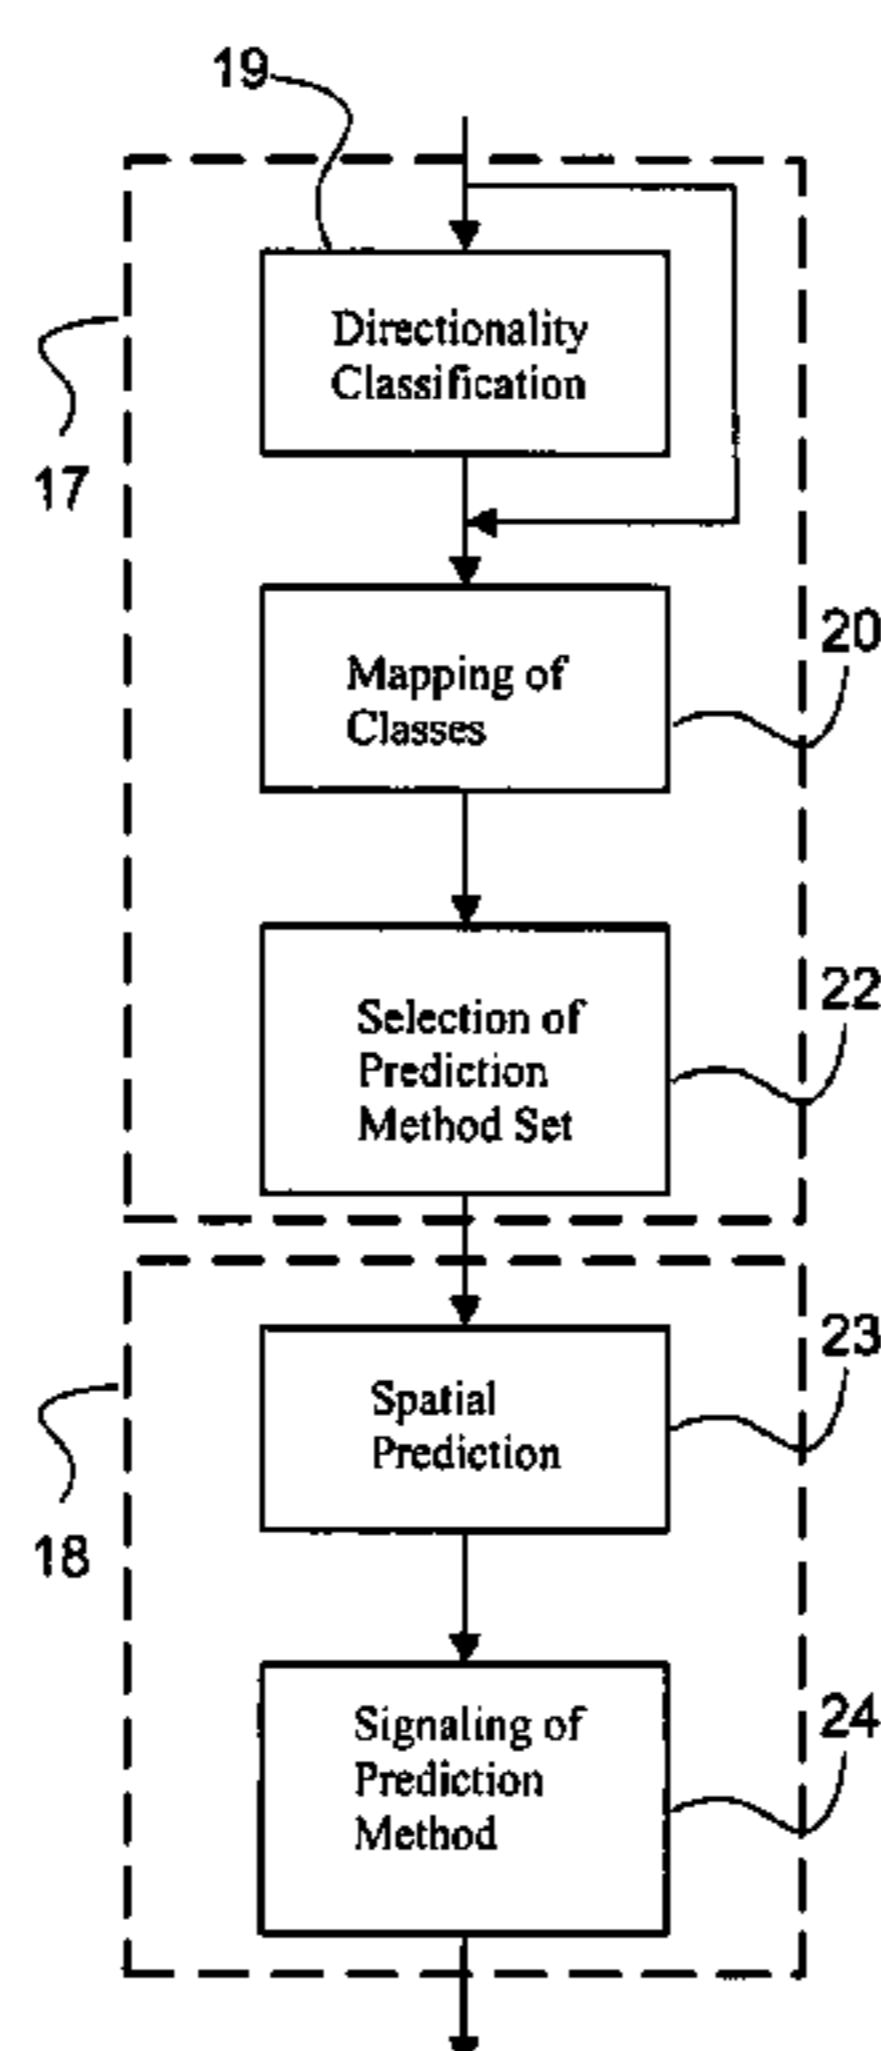 19
Directionality
Classification
17
20
Mapping of
Classes
22
Selection of
Prediction
Method Set
23
Spatial
Prediction
18
24
Signaling of
Prediction
Method